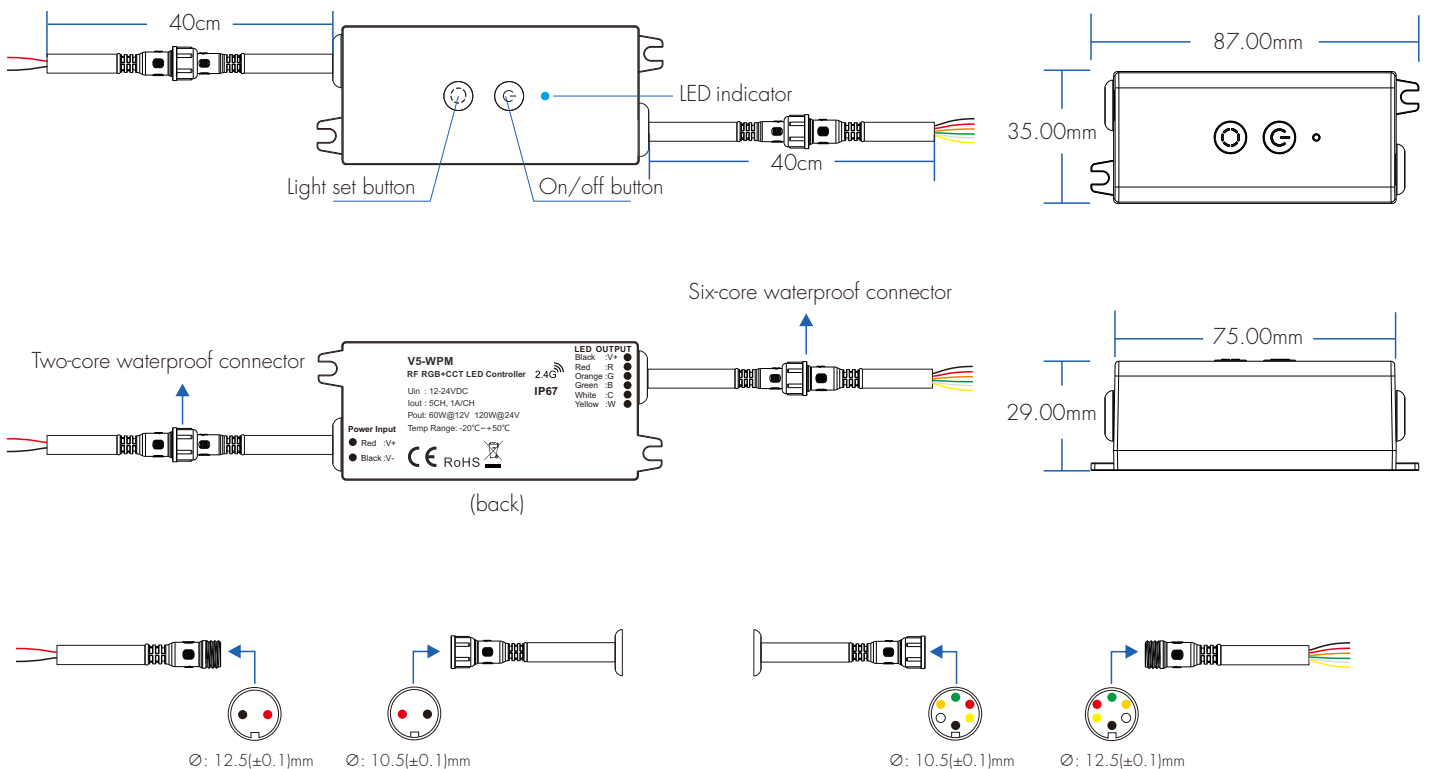 40cm
LED indicator
40cm
Light set button
On/off button
87.00mm
35.00mm
Six-core waterproof connector
Two-core waterproof connector
V5-WPM
RF RGB+CCT LED Controller
2.4G
IP67
Uin : 12-24VDC
Iout : 5CH, 1A/CH
Pout: 60W@12V 120W@24V
Temp Range: -20℃~+50℃
CE RoHS
Power Input
Red :V+
Black :V-
LED OUTPUT
Black :V+
Red :R
Orange :G
Green :B
White :C
Yellow :W
(back)
75.00mm
29.00mm
∅: 12.5(±0.1)mm
∅: 10.5(±0.1)mm
∅: 10.5(±0.1)mm
∅: 12.5(±0.1)mm